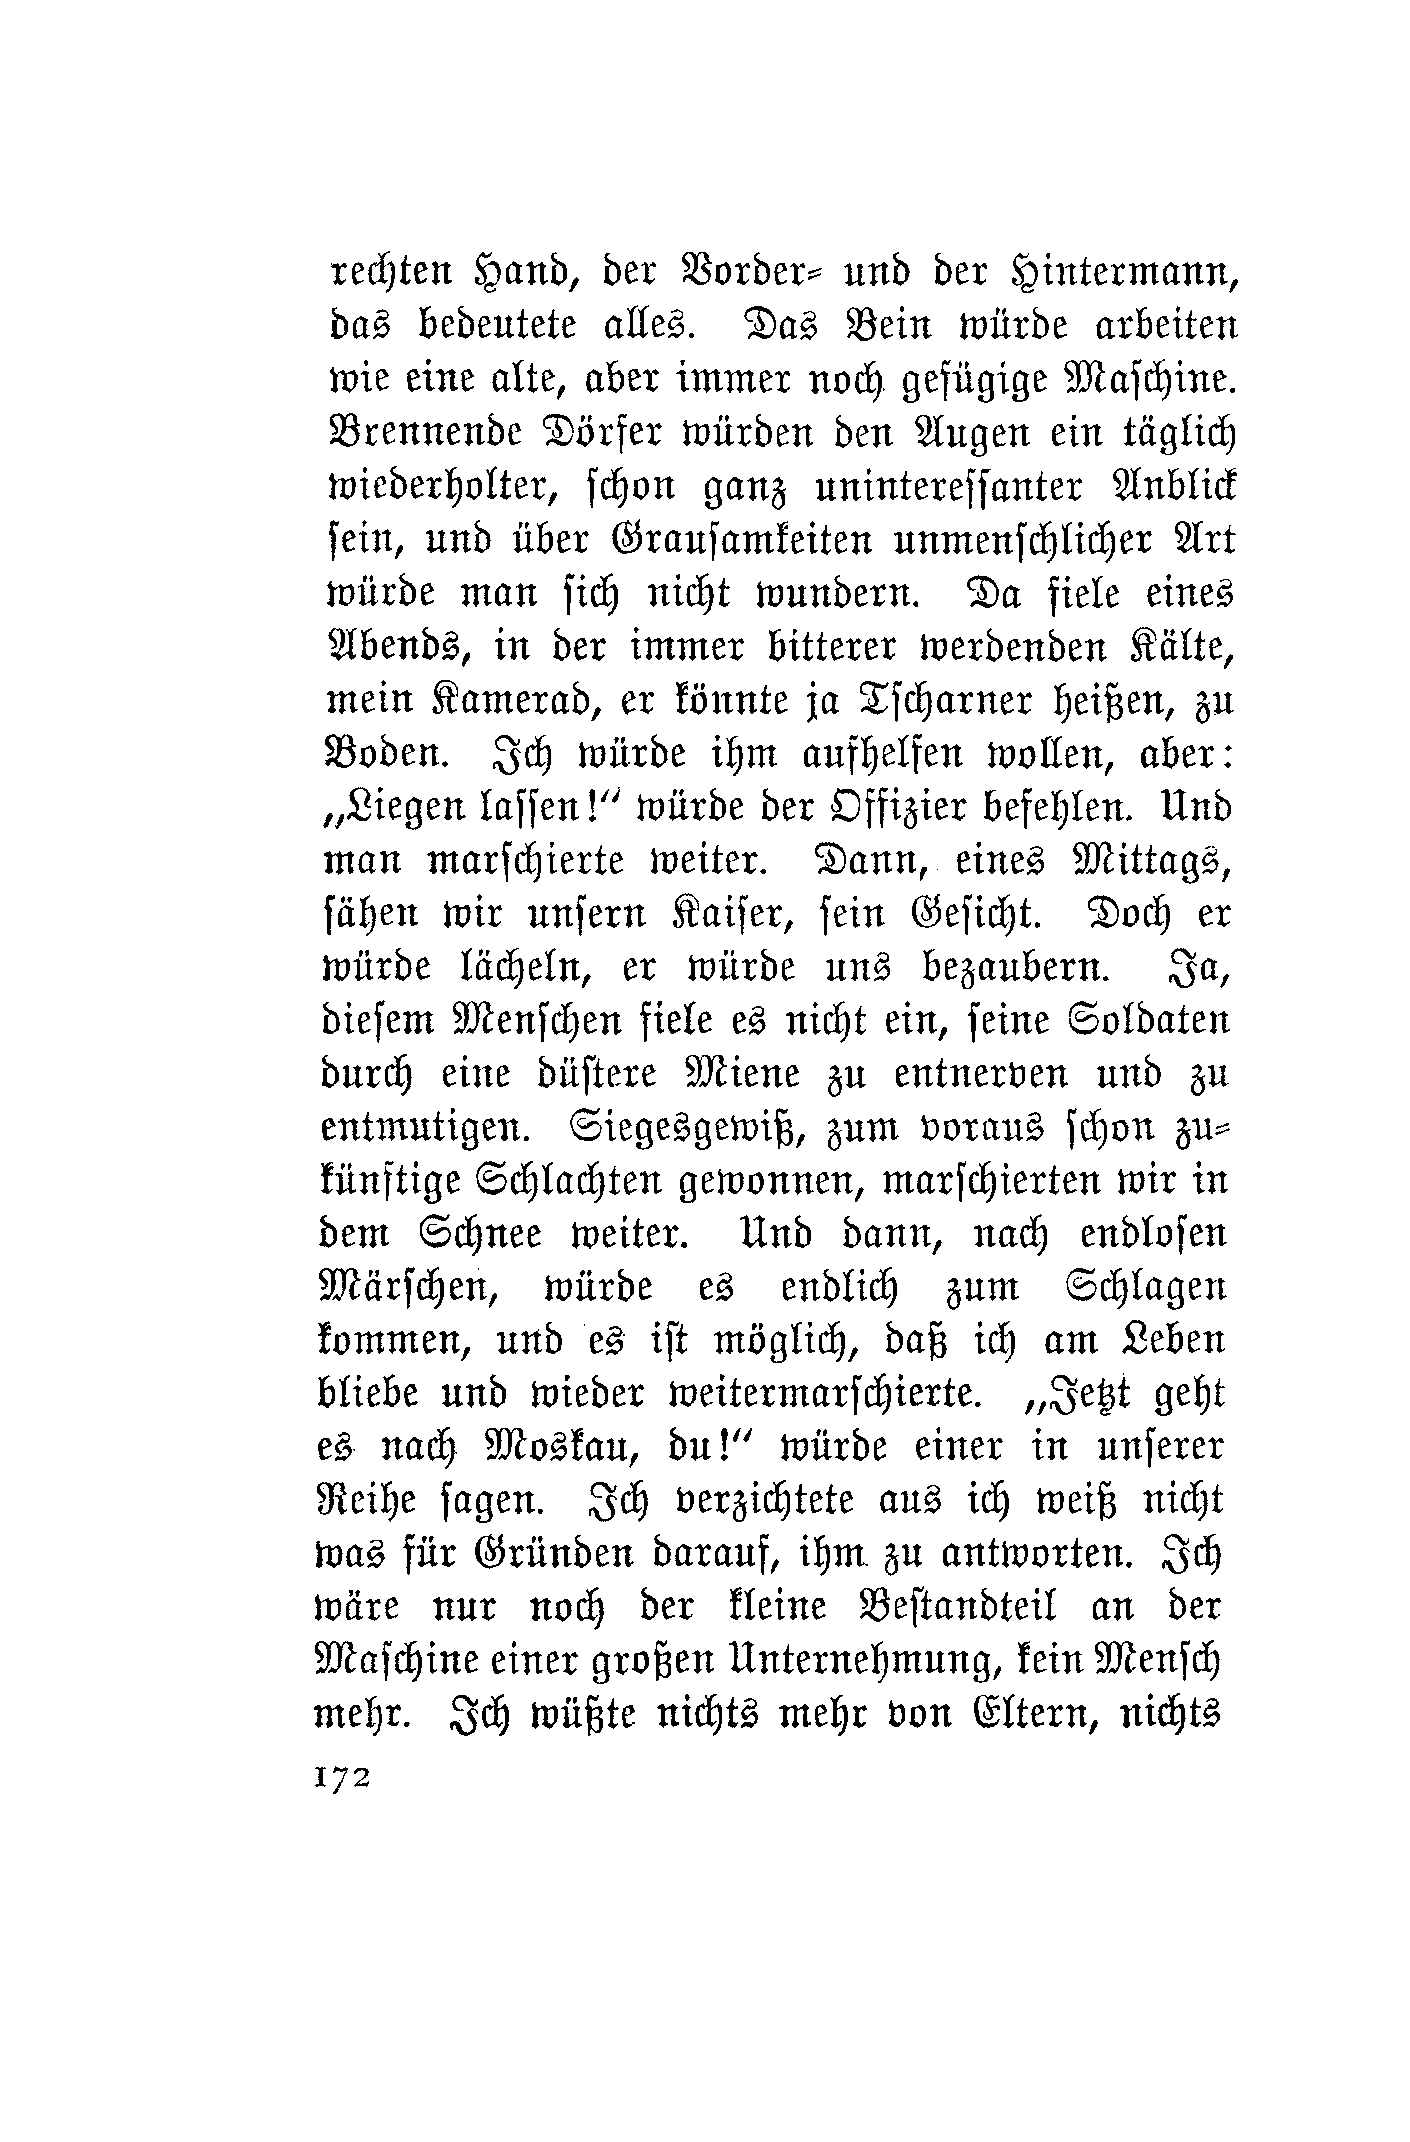 rechten Hand, der Vorder- und der Hintermann,
das bedeutete alles. Das Bein würde arbeiten
wie eine alte, aber immer noch gefügige Maschine.
Brennende Dörfer würden den Augen ein täglich
wiederholter, schon ganz uninteressanter Anblick
sein, und über Grausamkeiten unmenschlicher Art
würde man sich nicht wundern. Da fiele eines
Abends, in der immer bitterer werdenden Kälte,
mein Kamerad, er könnte ja Tscharner heißen, zu
Boden. Ich würde ihm aufhelfen wollen, aber:
„Liegen lassen!“ würde der Offizier befehlen. Und
man marschierte weiter. Dann, eines Mittags,
sähen wir unsern Kaiser, sein Gesicht. Doch er
würde lächeln, er würde uns bezaubern. Ja,
diesem Menschen fiele es nicht ein, seine Soldaten
durch eine düstere Miene zu entnerven und zu
entmutigen. Siegesgewiß, zum voraus schon zu-
künftige Schlachten gewonnen, marschierten wir in
dem Schnee weiter. Und dann, nach endlosen
Märschen, würde es endlich zum Schlagen
kommen, und es ist möglich, daß ich am Leben
bliebe und wieder weitermarschierte. „Jetzt geht
es nach Moskau, du!“ würde einer in unserer
Reihe sagen. Ich verzichtete aus ich weiß nicht
was für Gründen darauf, ihm zu antworten. Ich
wäre nur noch der kleine Bestandteil an der
Maschine einer großen Unternehmung, kein Mensch
mehr. Ich wüßte nichts mehr von Eltern, nichts
172